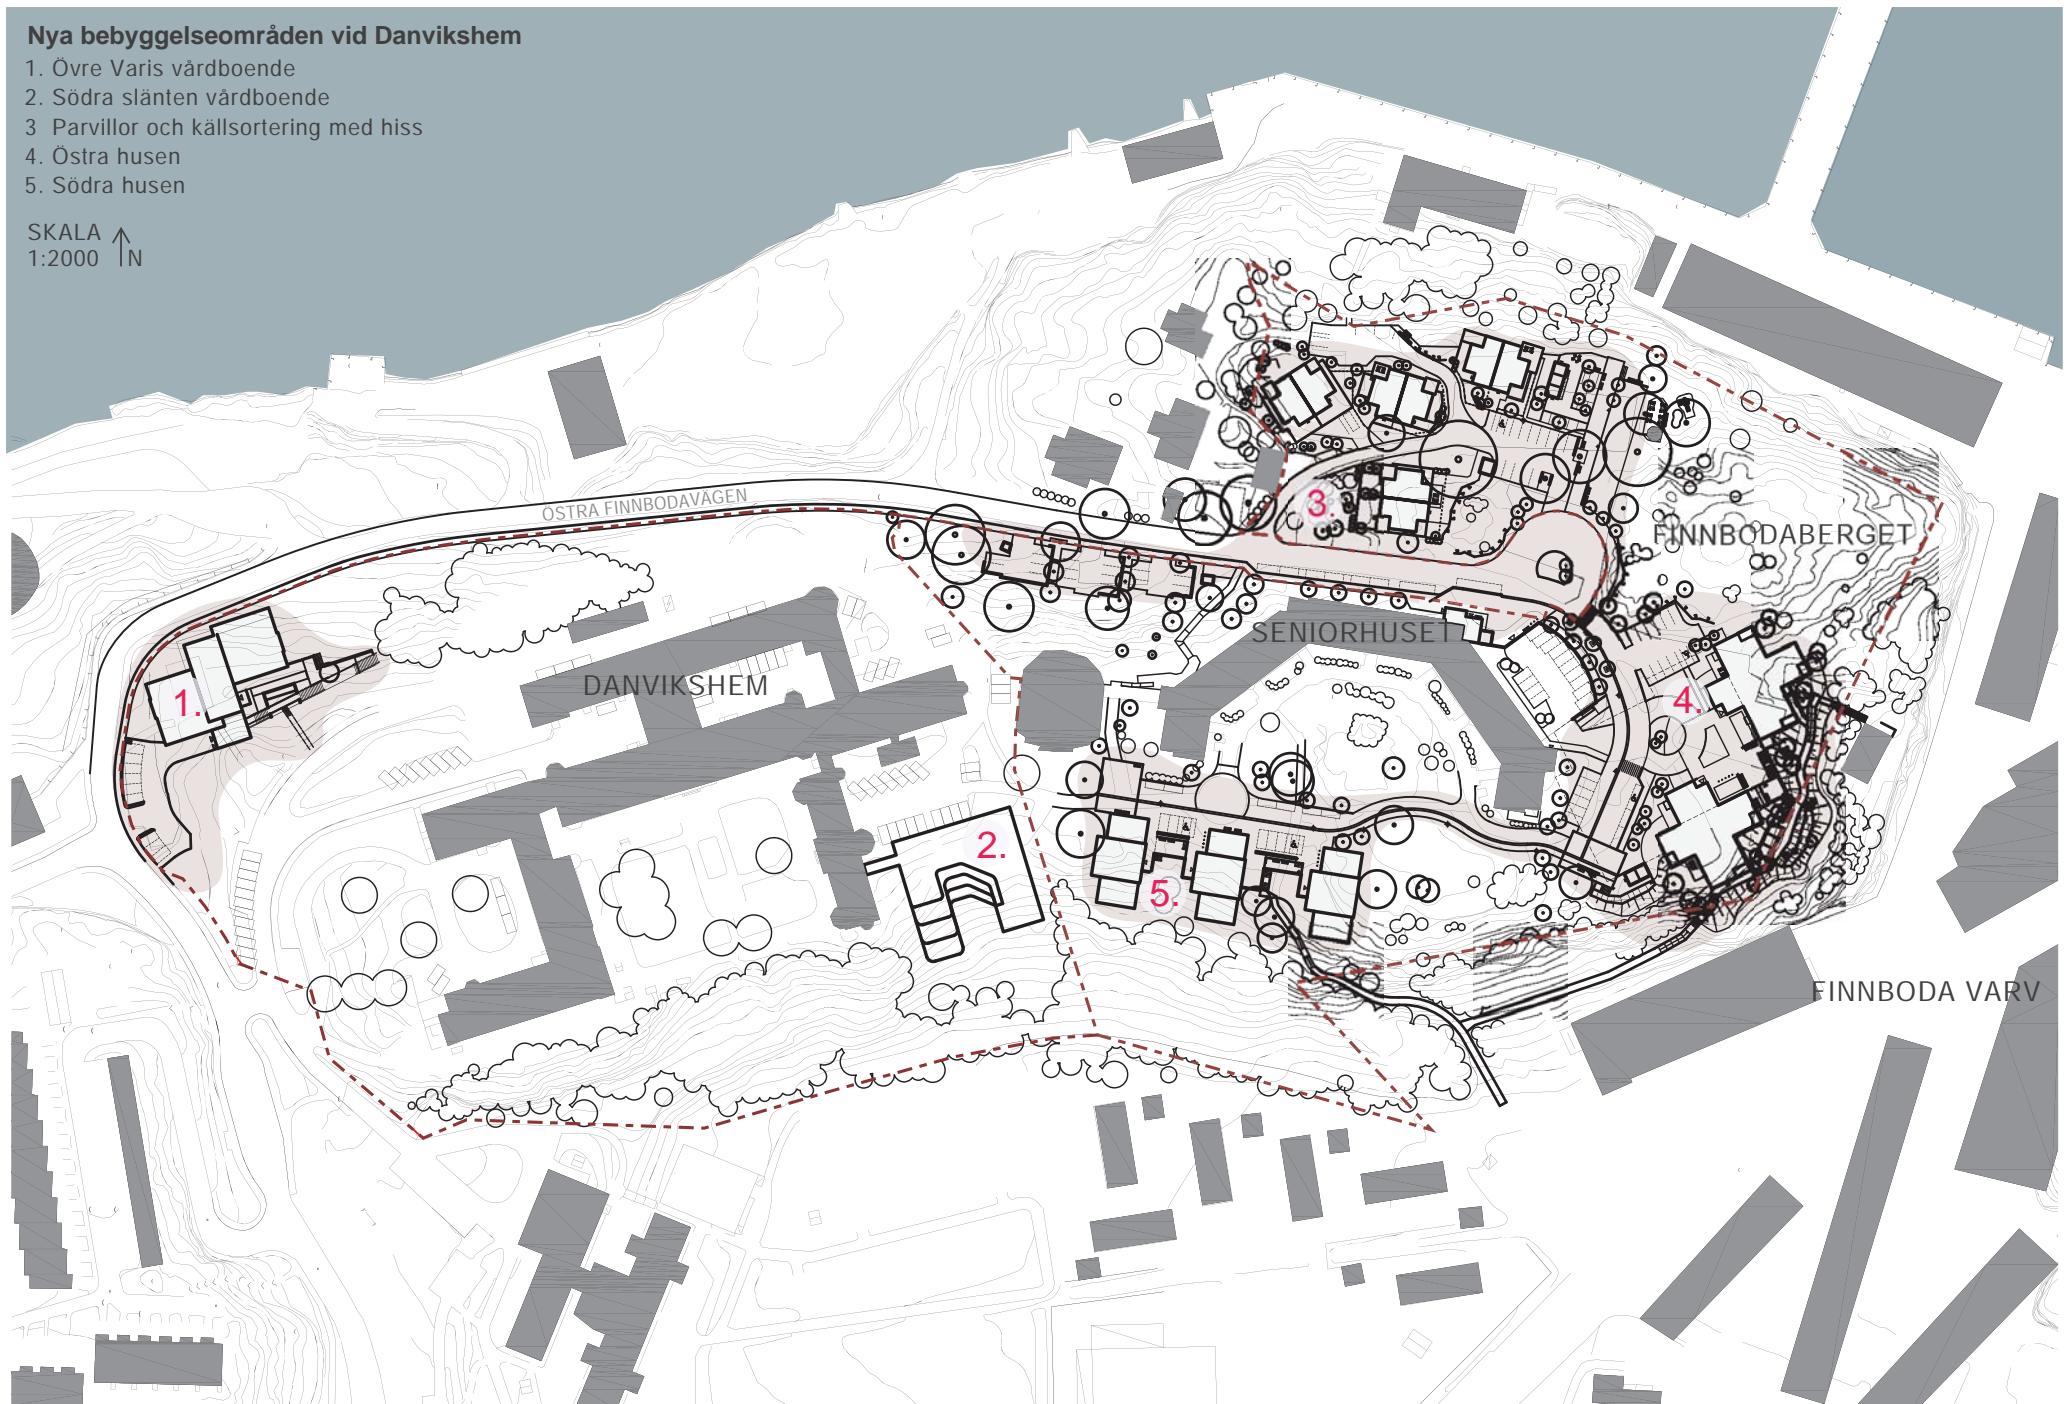 Nya bebyggelseområden vid Danvikshem
1. Övre Varis vårdboende
2. Södra slänten vårdboende
3 Parvillor och källsortering med hiss
4. Östra husen
5. Södra husen
SKALA
1:2000 N
ÖSTRA FINNBODAVÄGEN
3.
FINNBODABERGET
SENIORHUSET
DANVIKSHEM
1.
4.
2.
5.
FINNBODA VARV